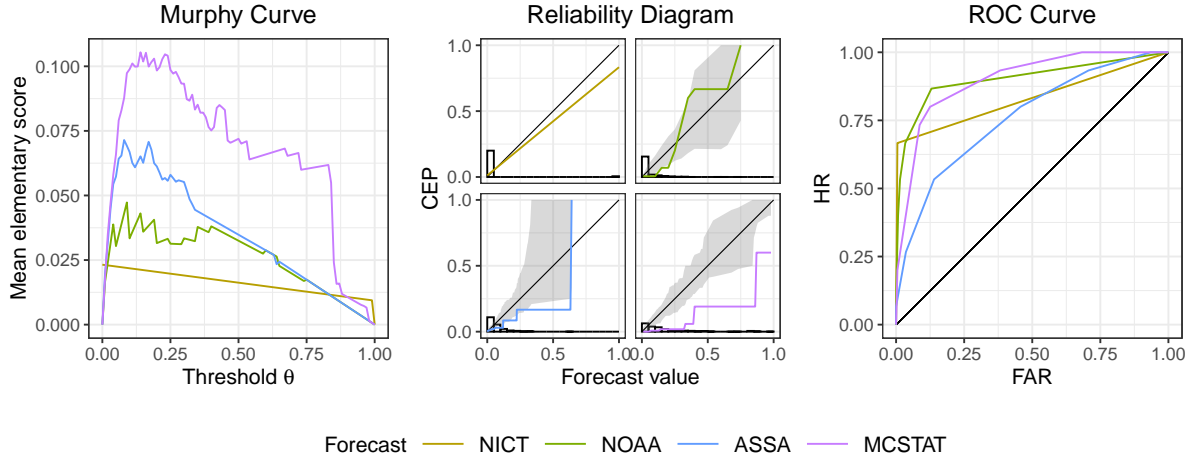 Murphy Curve
Mean elementary score
0.100
0.075
0.050
0.025
0.000
0.00 0.25 0.50 0.75 1.00
Threshold θ
Reliability Diagram
CEP
1.0
0.5
0.0
1.0
0.5
0.0
0.0 0.5 1.0 0.0 0.5 1.0
Forecast value
ROC Curve
HR
1.00
0.75
0.50
0.25
0.00
0.00 0.25 0.50 0.75 1.00
FAR
Forecast NICT NOAA ASSA MCSTAT